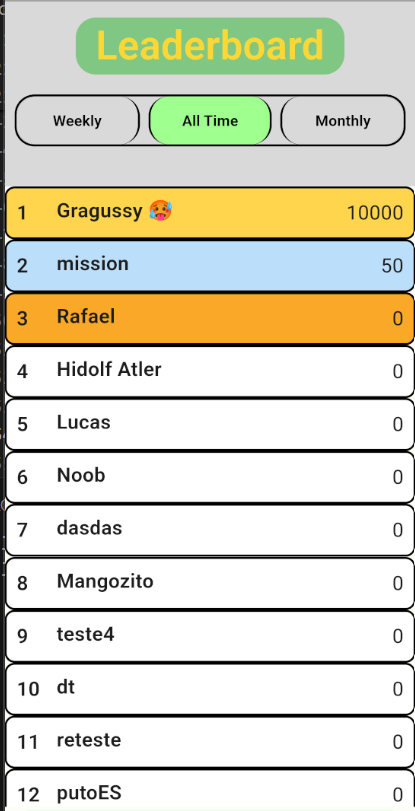 Leaderboard
Weekly All Time Monthly
1 Gragussy 🥵 10000
2 mission 50
3 Rafael 0
4 Hidolf Atler 0
5 Lucas 0
6 Noob 0
7 dasdas 0
8 Mangozito 0
9 teste4 0
10 dt 0
11 reteste 0
12 putoES 0